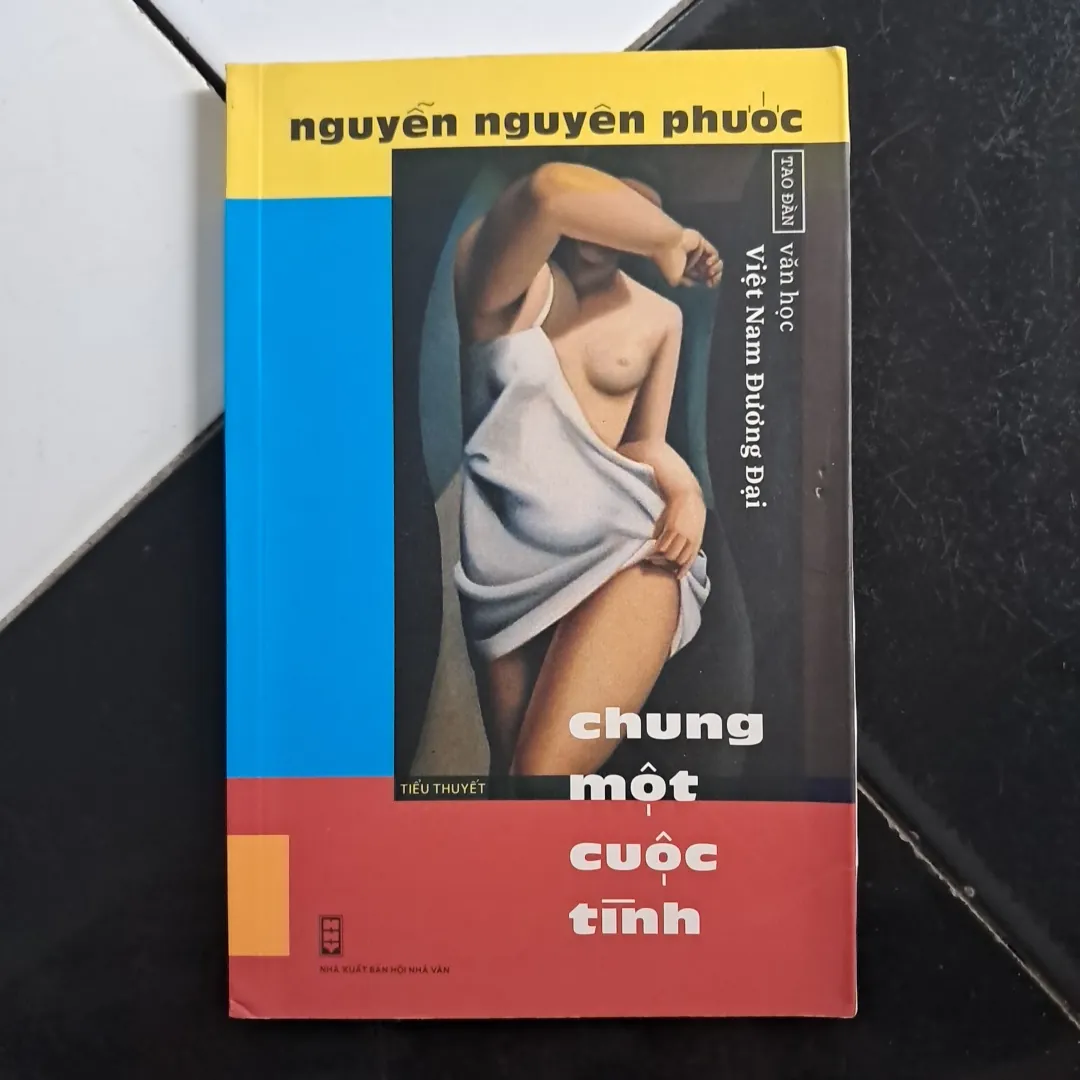 nguyễn nguyên phước
TAO ĐÀN
văn học
Việt Nam Đương Đại
TIỂU THUYẾT
chung
một
cuộc
tình
NHÀ XUẤT BẢN HỘI NHÀ VĂN